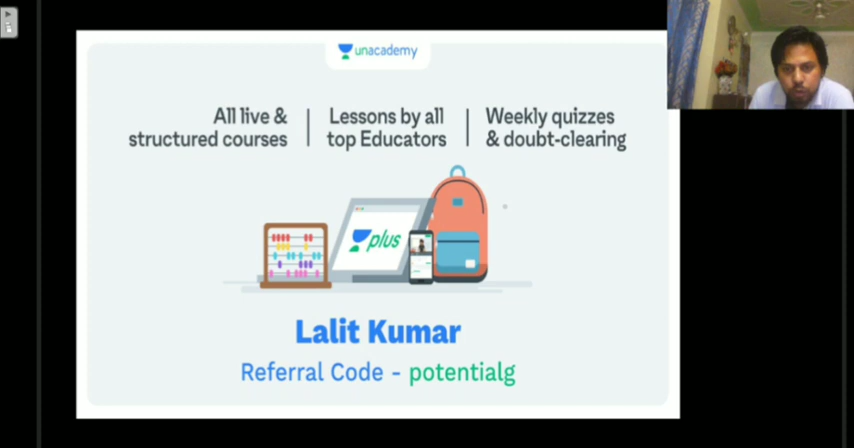 unacademy
All live &
structured courses
Lessons by all
top Educators
Weekly quizzes
& doubt-clearing
plus
Lalit Kumar
Referral Code - potentialg